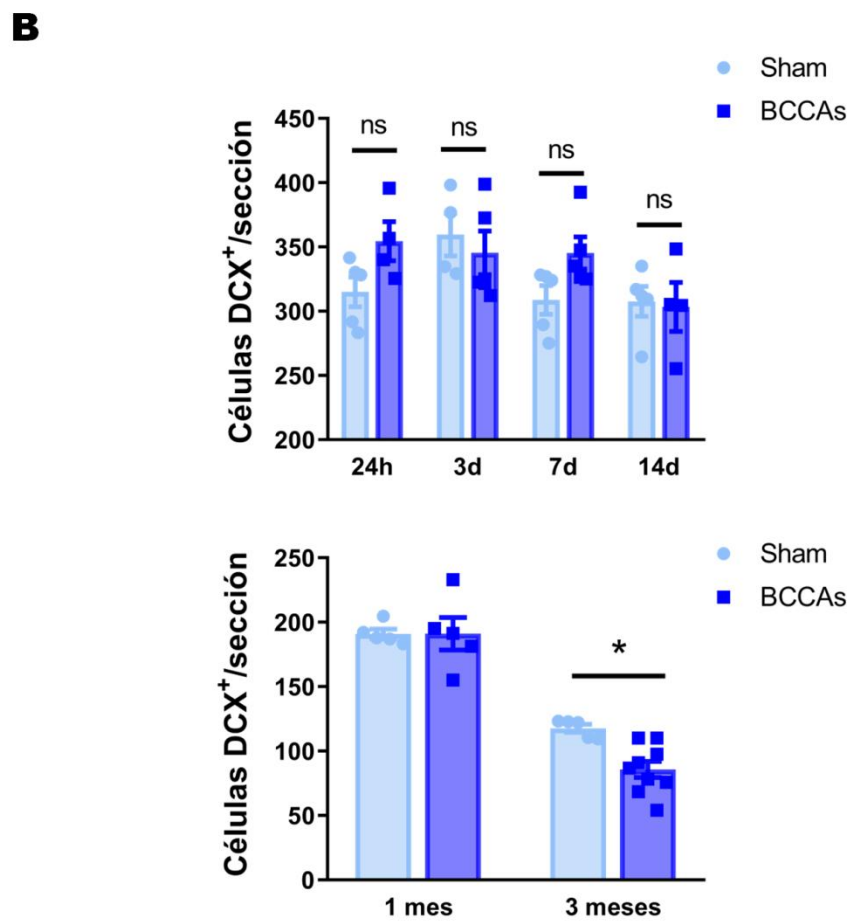 B
Sham
BCCAs
Células DCX⁺/sección
450
400
350
300
250
200
ns
ns
ns
ns
24h
3d
7d
14d
Sham
BCCAs
Células DCX⁺/sección
250
200
150
100
50
0
*
1 mes
3 meses